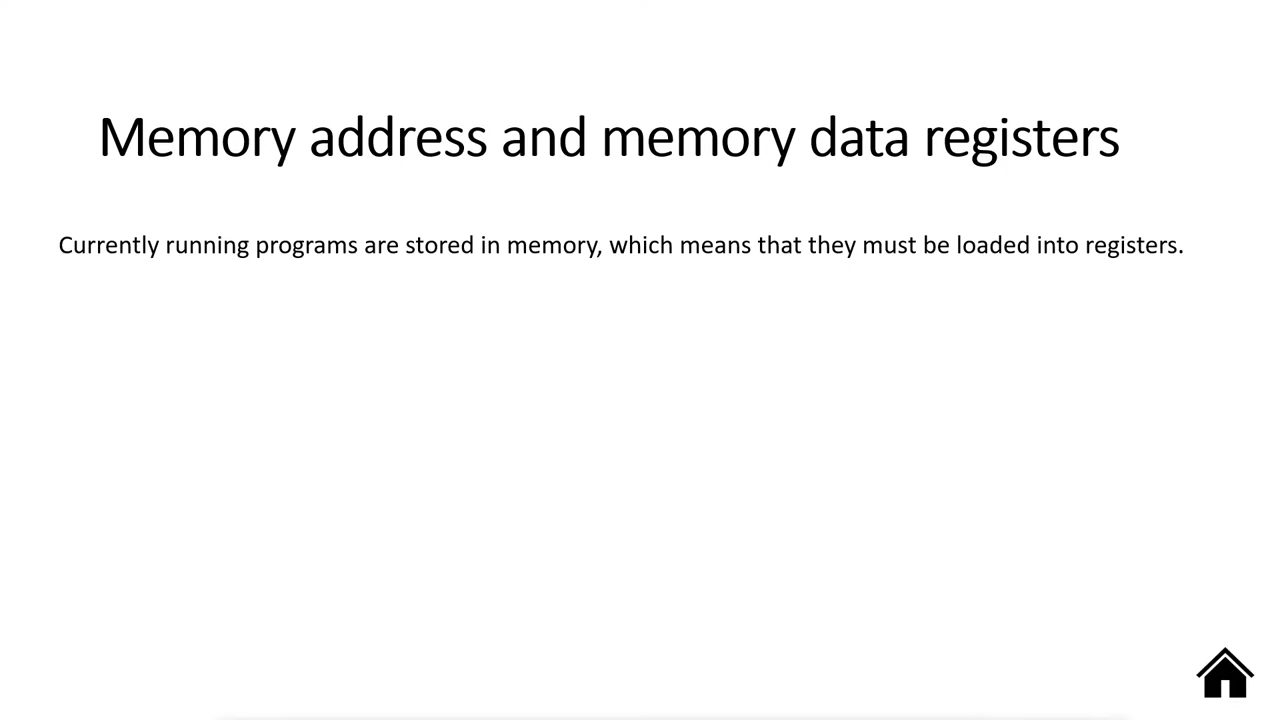 Memory address and memory data registers
Currently running programs are stored in memory, which means that they must be loaded into registers.